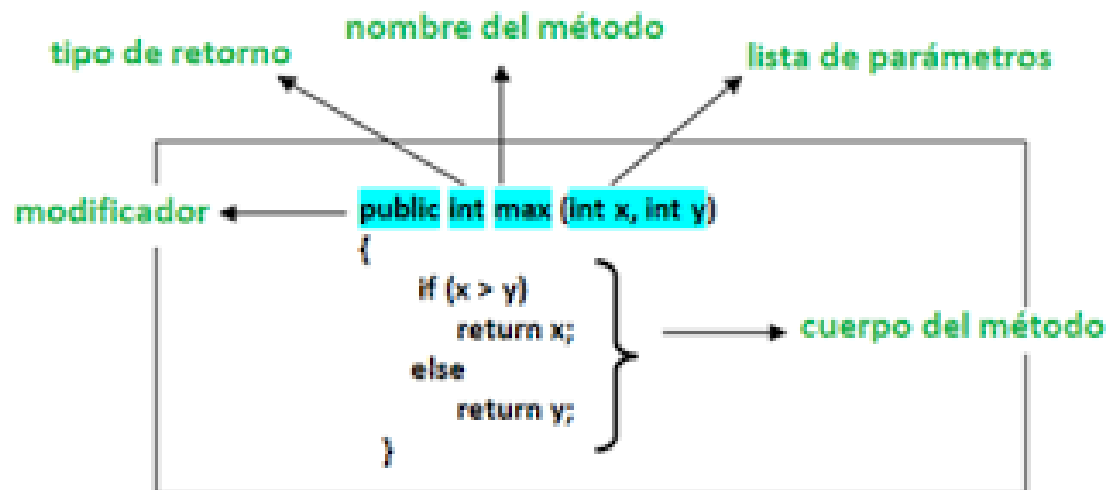 nombre del método
tipo de retorno
lista de parámetros
modificador
public int max (int x, int y)
{
if (x > y)
return x;
cuerpo del método
else
return y;
}